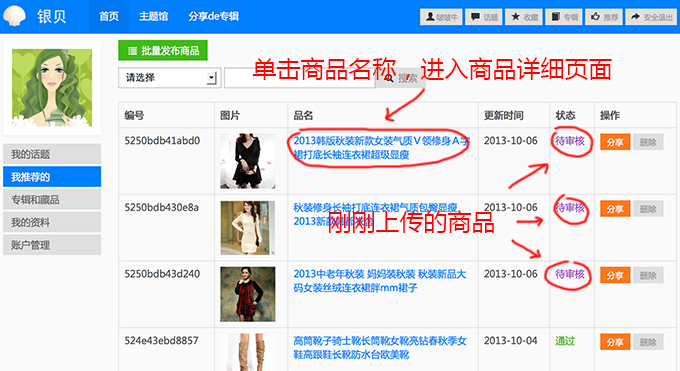 银贝
首页
主题馆
分享de专辑
啵啵牛
话题
收藏
专辑
推荐
安全退出
批量发布商品
请选择
搜索
单击商品名称，进入商品详细页面
我的话题
我推荐的
专辑和藏品
我的资料
账户管理
编号 图片 品名 更新时间 状态 操作
5250bdb41abd0
2013韩版秋装新款女装气质V领修身A字
裙打底长袖连衣裙超级显瘦
2013-10-06
待审核
分享 删除
5250bdb430e8a
秋装修身长袖打底连衣裙气质包臀显瘦
2013新款
2013-10-06
待审核
分享 删除
刚刚上传的商品
5250bdb43d240
2013中老年秋装 妈妈装秋装 秋装新品大
码女装丝绒连衣裙胖mm裙子
2013-10-06
待审核
分享 删除
524e43ebd8857
高筒靴子骑士靴长筒靴女靴亮钻春秋季女
鞋高跟鞋长靴防水台欧美靴
2013-10-04
通过
分享 删除